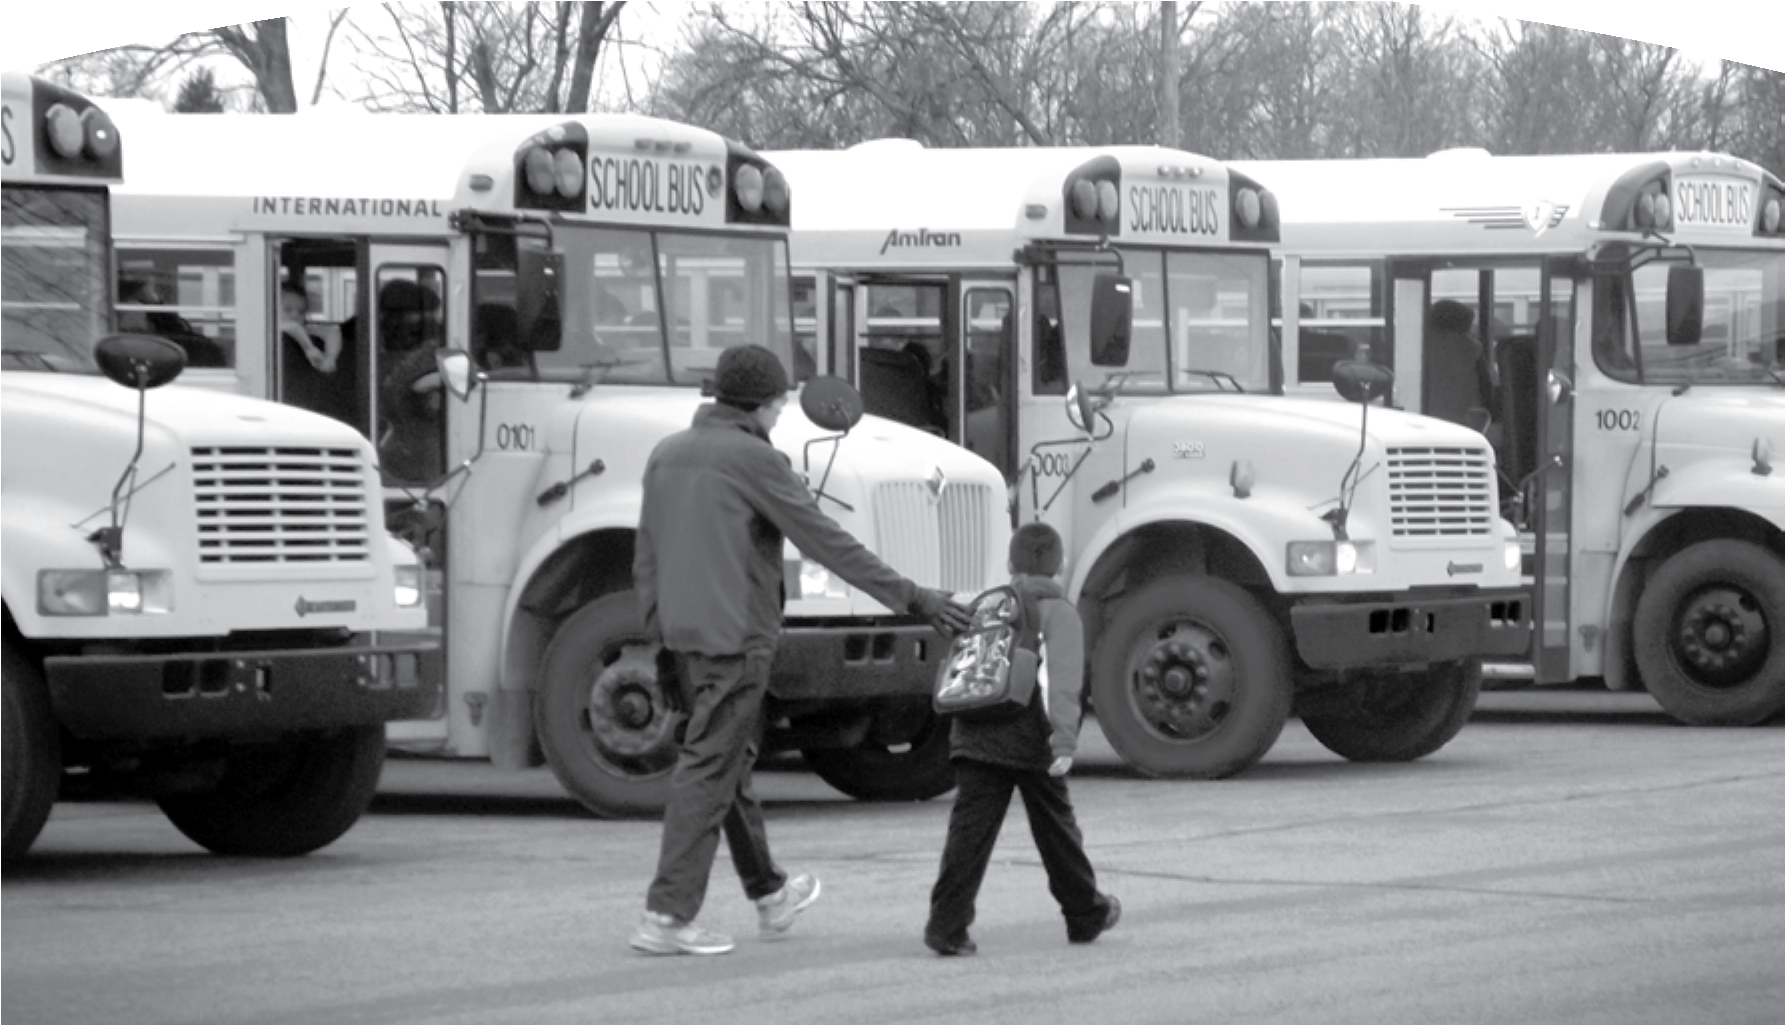 S
INTERNATIONAL
SCHOOL BUS
0101
AmTran
SCHOOL BUS
SCHOOL BUS
1002